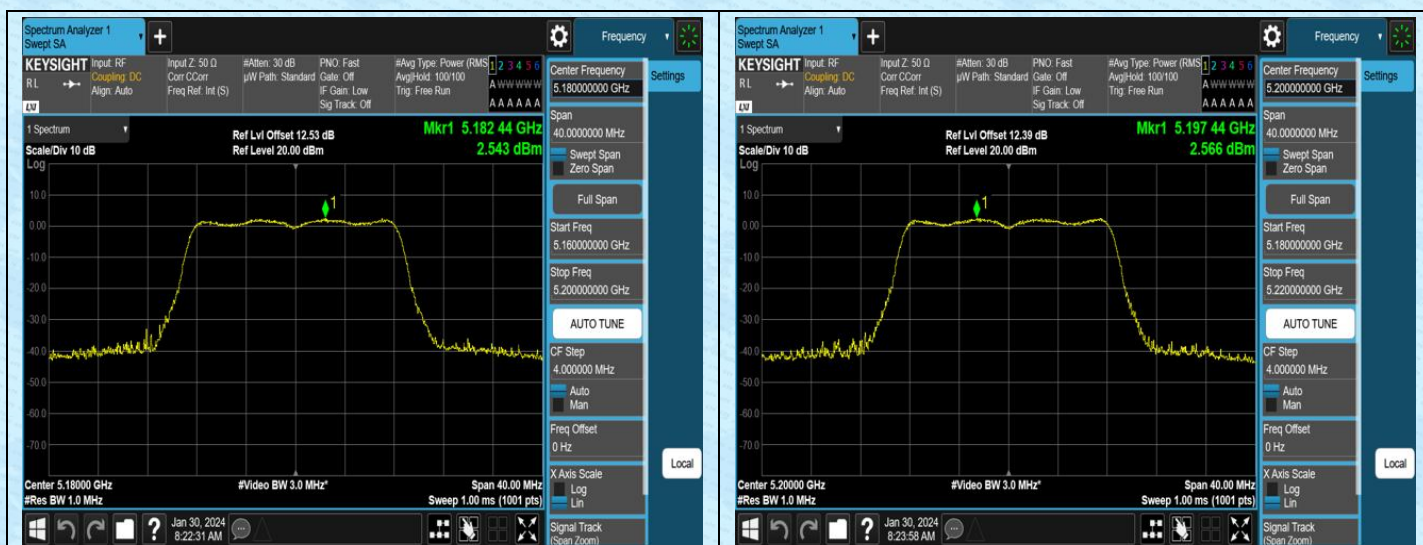 Spectrum Analyzer 1
Swept SA
+
Frequency
KEYSIGHT
RL
LXI
Input: RF
Coupling: DC
Align: Auto
Input Z: 50 Ω
Corr CCorr
Freq Ref: Int (S)
#Atten: 30 dB
µW Path: Standard
PNO: Fast
Gate: Off
IF Gain: Low
Sig Track: Off
#Avg Type: Power (RMS
Avg|Hold: 100/100
Trig: Free Run
1 2 3 4 5 6
A W W W W W
A A A A A A
1 Spectrum
Scale/Div 10 dB
Log
Ref Lvl Offset 12.53 dB
Ref Level 20.00 dBm
Mkr1 5.182 44 GHz
2.543 dBm
1
10.0
0.00
-10.0
-20.0
-30.0
-40.0
-50.0
-60.0
-70.0
Center 5.18000 GHz
#Res BW 1.0 MHz
#Video BW 3.0 MHz*
Span 40.00 MHz
Sweep 1.00 ms (1001 pts)
Center Frequency
5.180000000 GHz
Settings
Span
40.0000000 MHz
Swept Span
Zero Span
Full Span
Start Freq
5.160000000 GHz
Stop Freq
5.200000000 GHz
AUTO TUNE
CF Step
4.000000 MHz
Auto
Man
Freq Offset
0 Hz
X Axis Scale
Log
Lin
Local
Signal Track
(Span Zoom)
?
Jan 30, 2024
8:22:31 AM
Spectrum Analyzer 1
Swept SA
+
Frequency
KEYSIGHT
RL
LXI
Input: RF
Coupling: DC
Align: Auto
Input Z: 50 Ω
Corr CCorr
Freq Ref: Int (S)
#Atten: 30 dB
µW Path: Standard
PNO: Fast
Gate: Off
IF Gain: Low
Sig Track: Off
#Avg Type: Power (RMS
Avg|Hold: 100/100
Trig: Free Run
1 2 3 4 5 6
A W W W W W
A A A A A A
1 Spectrum
Scale/Div 10 dB
Log
Ref Lvl Offset 12.39 dB
Ref Level 20.00 dBm
Mkr1 5.197 44 GHz
2.566 dBm
1
10.0
0.00
-10.0
-20.0
-30.0
-40.0
-50.0
-60.0
-70.0
Center 5.20000 GHz
#Res BW 1.0 MHz
#Video BW 3.0 MHz*
Span 40.00 MHz
Sweep 1.00 ms (1001 pts)
Center Frequency
5.200000000 GHz
Settings
Span
40.0000000 MHz
Swept Span
Zero Span
Full Span
Start Freq
5.180000000 GHz
Stop Freq
5.220000000 GHz
AUTO TUNE
CF Step
4.000000 MHz
Auto
Man
Freq Offset
0 Hz
X Axis Scale
Log
Lin
Local
Signal Track
(Span Zoom)
?
Jan 30, 2024
8:23:58 AM